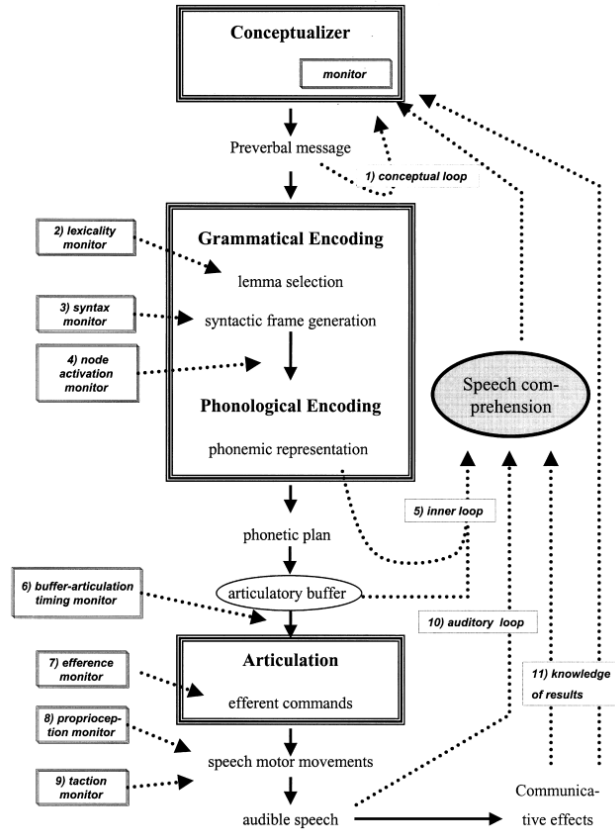 Conceptualizer
monitor
Preverbal message
1) conceptual loop
Grammatical Encoding
2) lexicality
monitor
lemma selection
3) syntax
monitor
syntactic frame generation
4) node
activation
monitor
Phonological Encoding
Speech com-
prehension
phonemic representation
5) inner loop
phonetic plan
6) buffer-articulation
timing monitor
articulatory buffer
10) auditory loop
Articulation
7) efference
monitor
efferent commands
11) knowledge
of results
8) propriocep-
tion monitor
speech motor movements
9) taction
monitor
audible speech
Communica-
tive effects